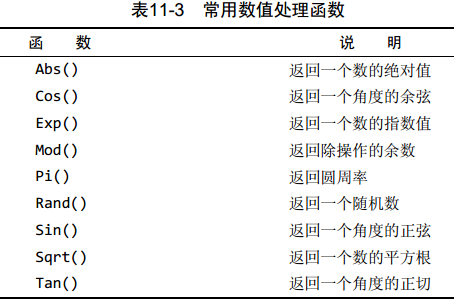 表11-3 常用数值处理函数
函 数 说 明
Abs() 返回一个数的绝对值
Cos() 返回一个角度的余弦
Exp() 返回一个数的指数值
Mod() 返回除操作的余数
Pi() 返回圆周率
Rand() 返回一个随机数
Sin() 返回一个角度的正弦
Sqrt() 返回一个数的平方根
Tan() 返回一个角度的正切